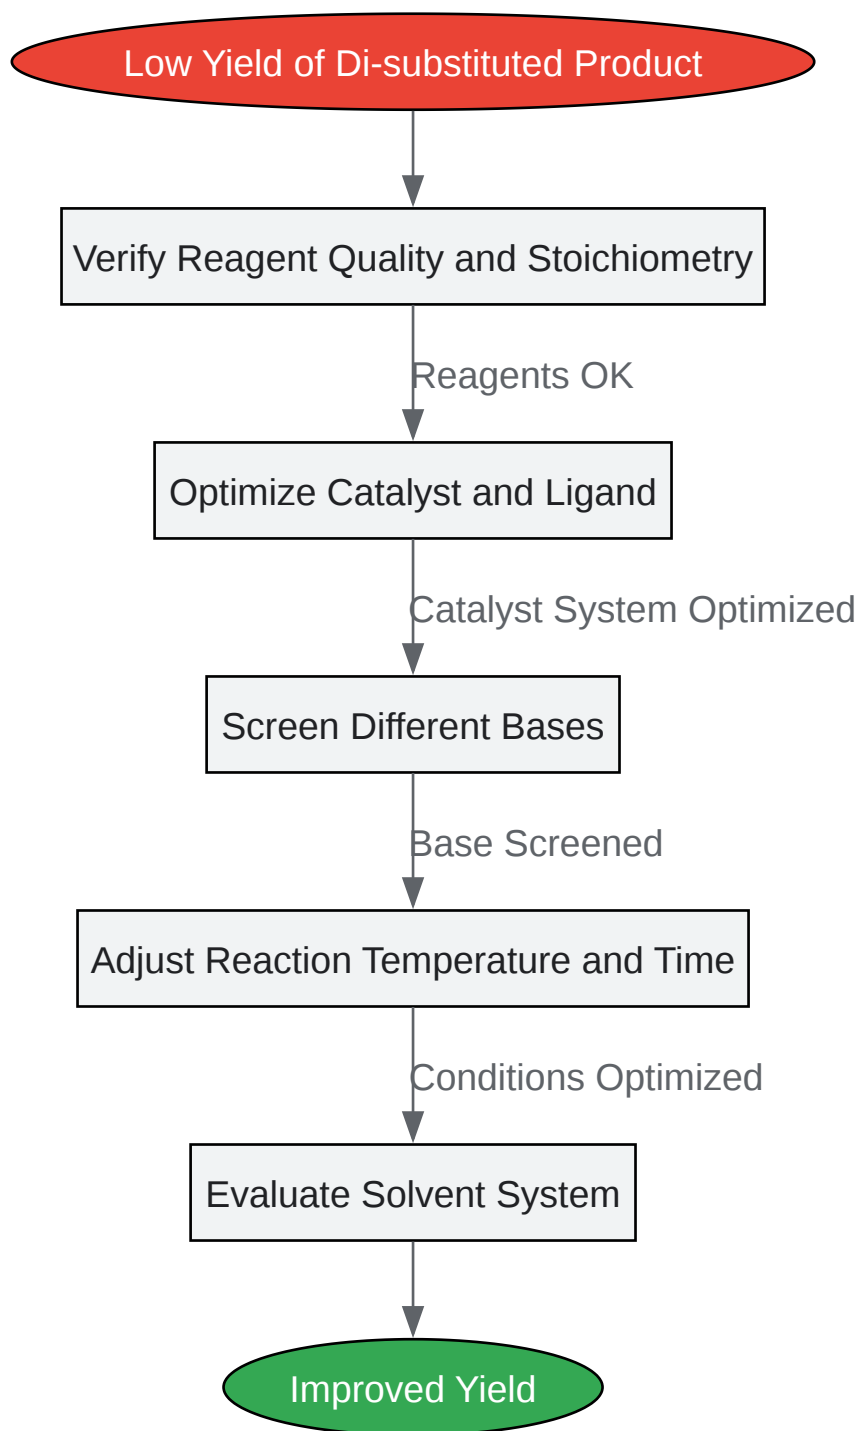 Low Yield of Di-substituted Product
Verify Reagent Quality and Stoichiometry
Reagents OK
Optimize Catalyst and Ligand
Catalyst System Optimized
Screen Different Bases
Base Screened
Adjust Reaction Temperature and Time
Conditions Optimized
Evaluate Solvent System
Improved Yield